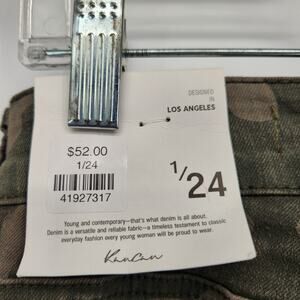 DESIGNED
IN
LOS ANGELES
$52.00
1/24
41927317
1/24
Young and contemporary—that's what denim is all about.
Denim is a versatile and reliable fabric—a timeless testament to classic
everyday fashion every young woman will be proud to wear.
KanCan